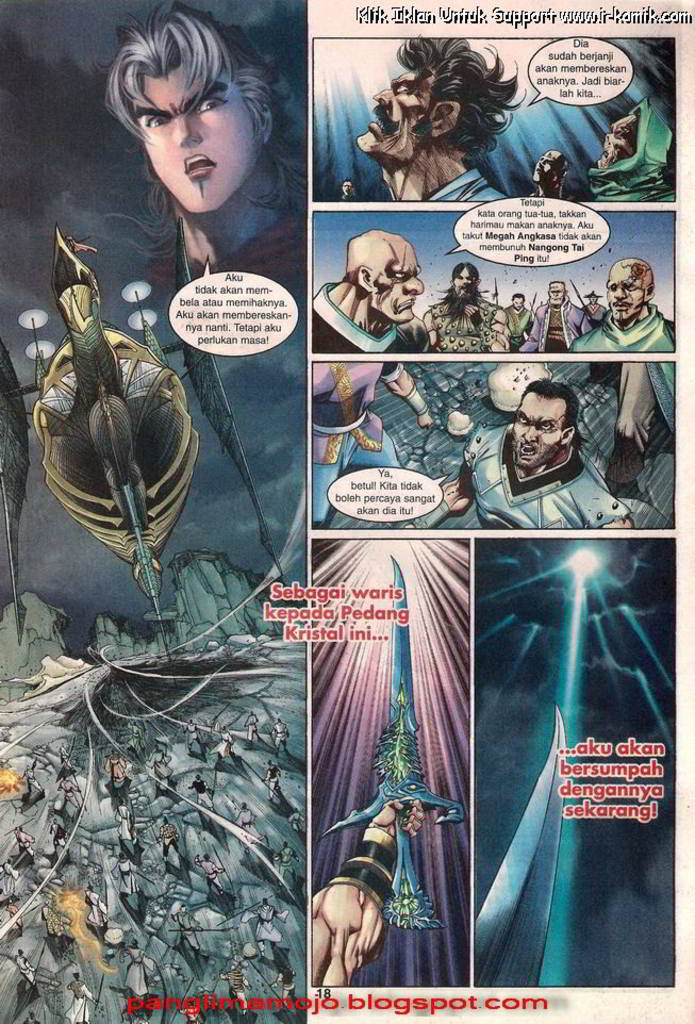 Klik Iklan Untuk Support www.ir-komik.com
Aku
tidak akan mem-
bela atau memihaknya.
Aku akan membereskan-
nya nanti. Tetapi aku
perlukan masa!
Dia
sudah berjanji
akan membereskan
anaknya. Jadi biar-
lah kita...
Tetapi
kata orang tua-tua, takkan
harimau makan anaknya. Aku
takut Megah Angkasa tidak akan
membunuh Nangong Tai
Ping itu!
Ya,
betul! Kita tidak
boleh percaya sangat
akan dia itu!
Sebagai waris
kepada Pedang
Kristal ini...
...aku akan
bersumpah
dengannya
sekarang!
18
panglimamojo.blogspot.com